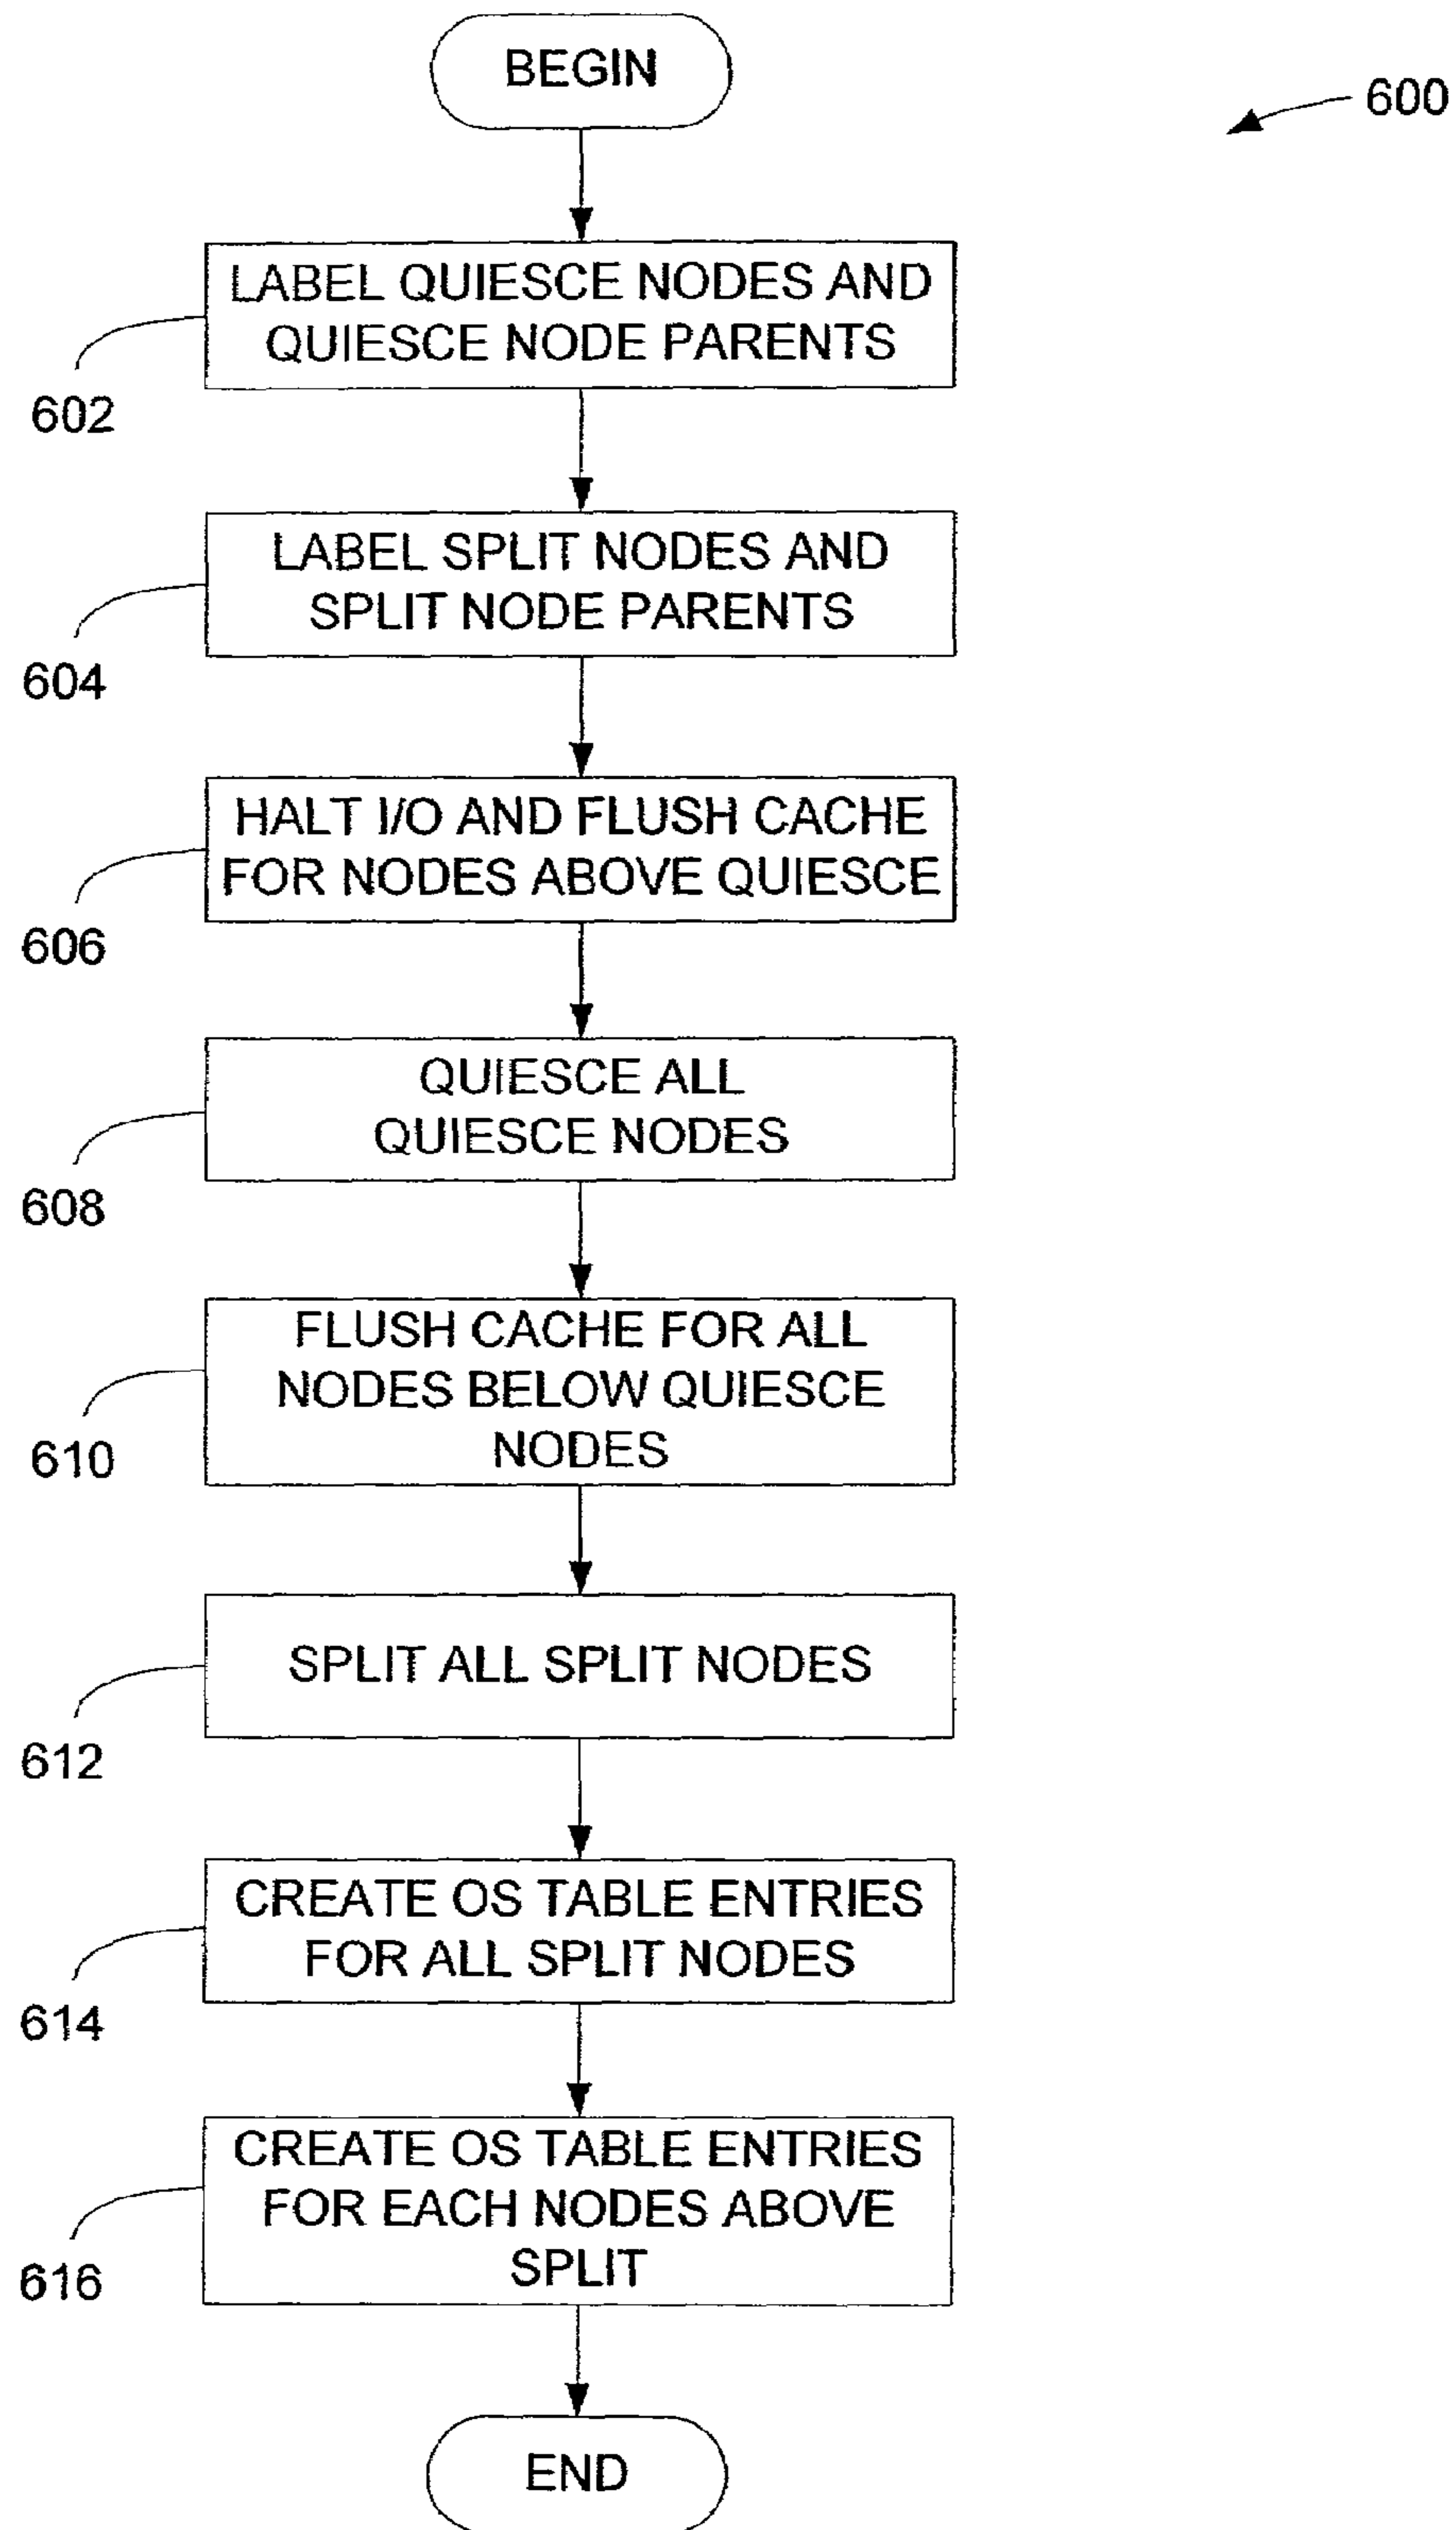 BEGIN
600
LABEL QUIESCE NODES AND
QUIESCE NODE PARENTS
602
LABEL SPLIT NODES AND
SPLIT NODE PARENTS
604
HALT I/O AND FLUSH CACHE
FOR NODES ABOVE QUIESCE
606
QUIESCE ALL
QUIESCE NODES
608
FLUSH CACHE FOR ALL
NODES BELOW QUIESCE
NODES
610
SPLIT ALL SPLIT NODES
612
CREATE OS TABLE ENTRIES
FOR ALL SPLIT NODES
614
CREATE OS TABLE ENTRIES
FOR EACH NODES ABOVE
SPLIT
616
END